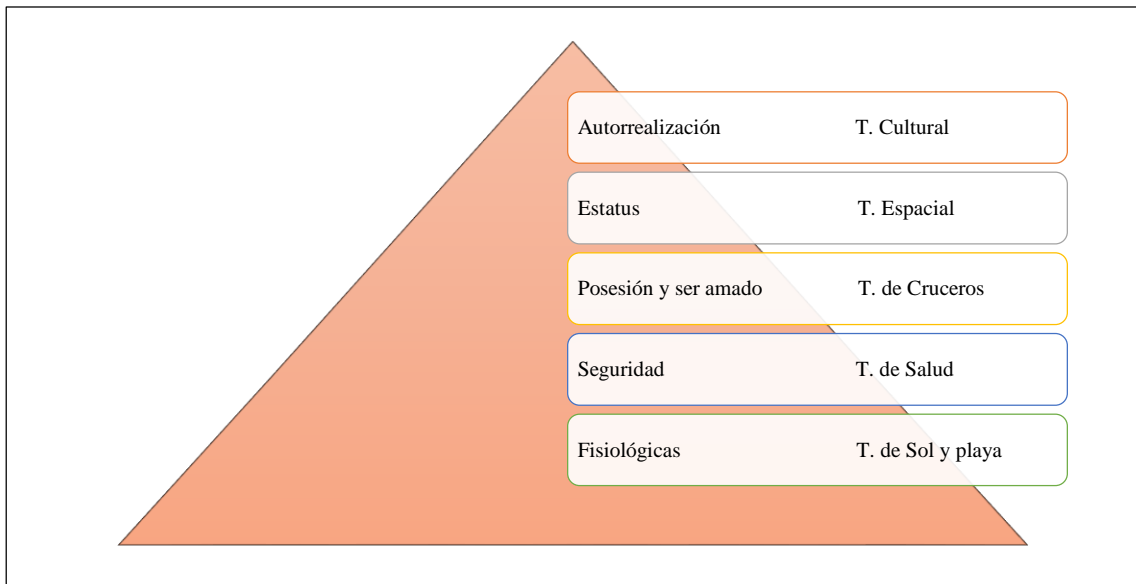 Autorrealización T. Cultural
Estatus T. Espacial
Posesión y ser amado T. de Cruceros
Seguridad T. de Salud
Fisiológicas T. de Sol y playa